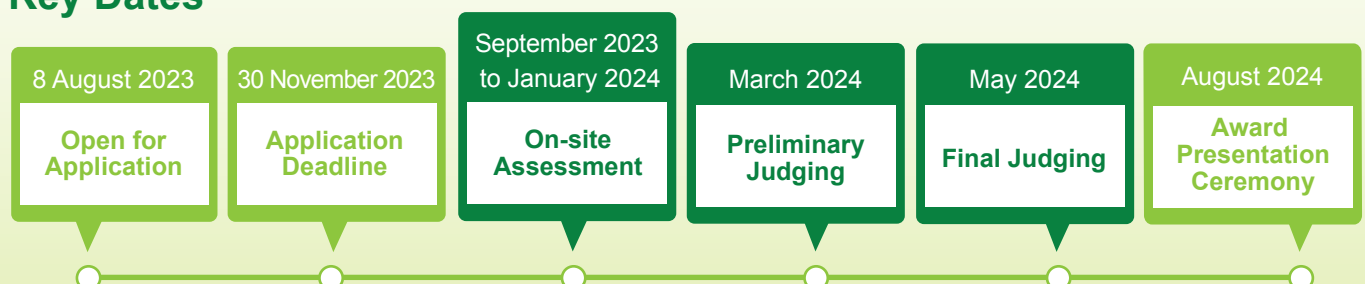 Key Dates
8 August 2023
Open for
Application
30 November 2023
Application
Deadline
September 2023
to January 2024
On-site
Assessment
March 2024
Preliminary
Judging
May 2024
Final Judging
August 2024
Award
Presentation
Ceremony